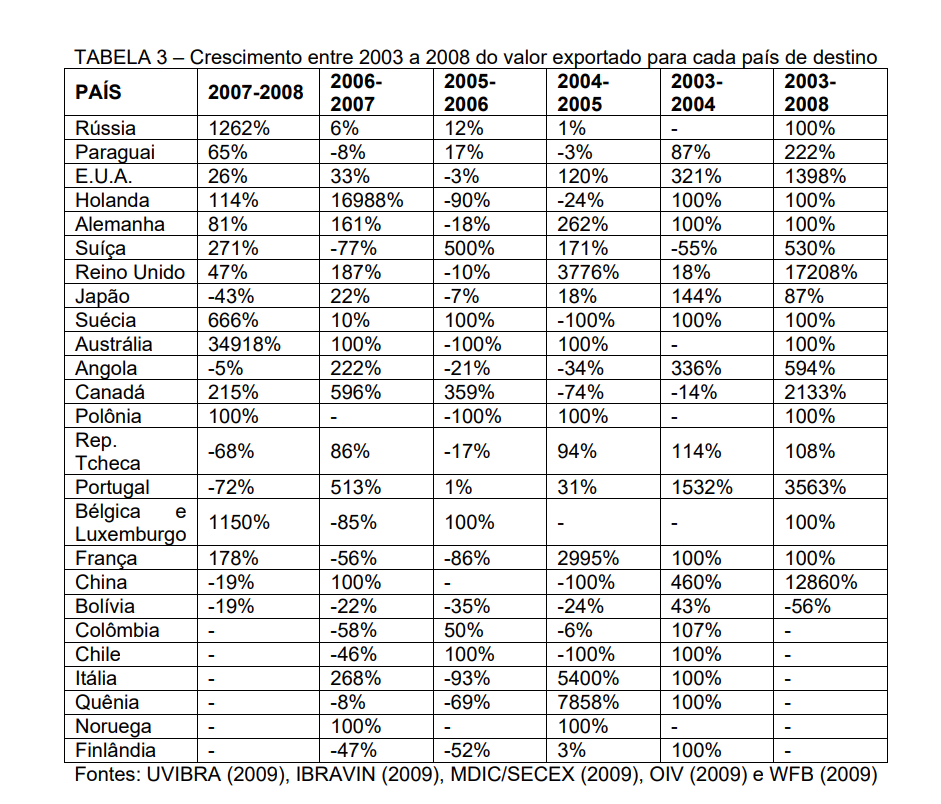 TABELA 3 – Crescimento entre 2003 a 2008 do valor exportado para cada país de destino
PAÍS 2007-2008 2006-2007 2005-2006 2004-2005 2003-2004 2003-2008
Rússia 1262% 6% 12% 1% - 100%
Paraguai 65% -8% 17% -3% 87% 222%
E.U.A. 26% 33% -3% 120% 321% 1398%
Holanda 114% 16988% -90% -24% 100% 100%
Alemanha 81% 161% -18% 262% 100% 100%
Suíça 271% -77% 500% 171% -55% 530%
Reino Unido 47% 187% -10% 3776% 18% 17208%
Japão -43% 22% -7% 18% 144% 87%
Suécia 666% 10% 100% -100% 100% 100%
Austrália 34918% 100% -100% 100% - 100%
Angola -5% 222% -21% -34% 336% 594%
Canadá 215% 596% 359% -74% -14% 2133%
Polônia 100% - -100% 100% - 100%
Rep. Tcheca -68% 86% -17% 94% 114% 108%
Portugal -72% 513% 1% 31% 1532% 3563%
Bélgica e Luxemburgo 1150% -85% 100% - - 100%
França 178% -56% -86% 2995% 100% 100%
China -19% 100% - -100% 460% 12860%
Bolívia -19% -22% -35% -24% 43% -56%
Colômbia - -58% 50% -6% 107% -
Chile - -46% 100% -100% 100% -
Itália - 268% -93% 5400% 100% -
Quênia - -8% -69% 7858% 100% -
Noruega - 100% - 100% - -
Finlândia - -47% -52% 3% 100% -
Fontes: UVIBRA (2009), IBRAVIN (2009), MDIC/SECEX (2009), OIV (2009) e WFB (2009)